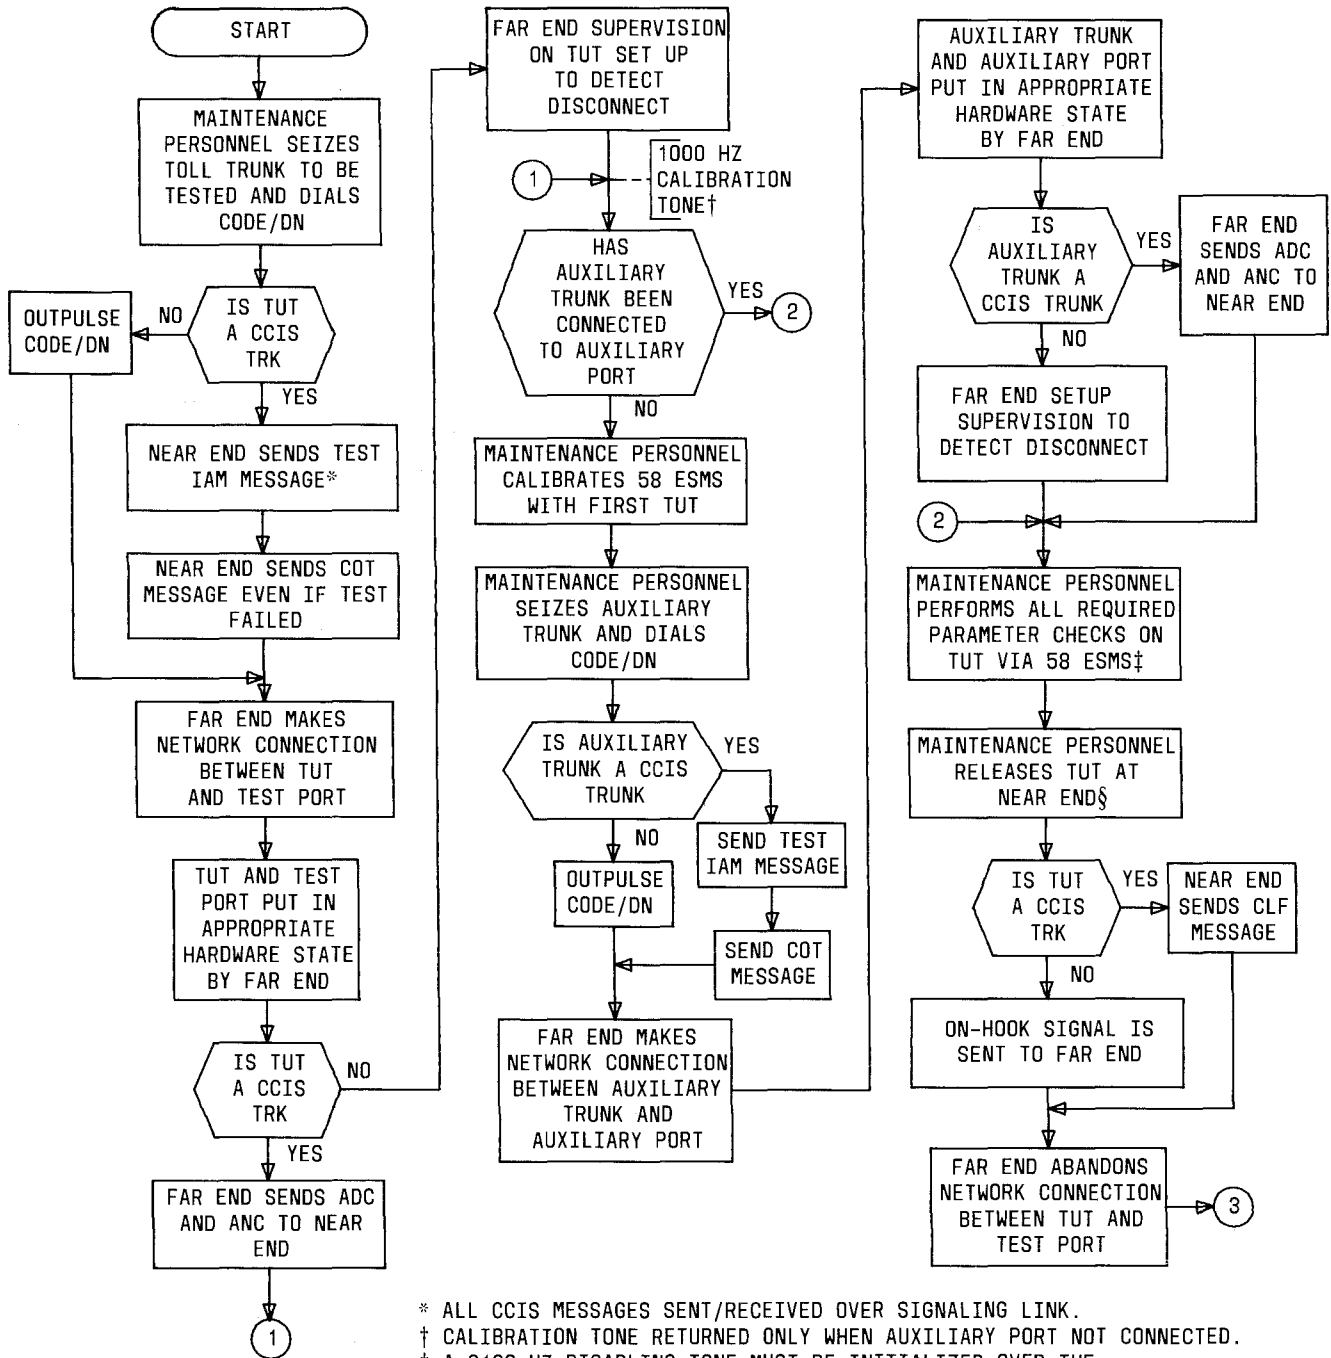 START
MAINTENANCE
PERSONNEL SEIZES
TOLL TRUNK TO BE
TESTED AND DIALS
CODE/DN
IS TUT
A CCIS
TRK
NO
OUTPULSE
CODE/DN
YES
NEAR END SENDS TEST
IAM MESSAGE*
NEAR END SENDS COT
MESSAGE EVEN IF TEST
FAILED
FAR END MAKES
NETWORK CONNECTION
BETWEEN TUT
AND TEST PORT
TUT AND TEST
PORT PUT IN
APPROPRIATE
HARDWARE STATE
BY FAR END
IS TUT
A CCIS
TRK
NO
YES
FAR END SENDS ADC
AND ANC TO NEAR
END
1
FAR END SUPERVISION
ON TUT SET UP
TO DETECT
DISCONNECT
1
1000 HZ
CALIBRATION
TONE†
HAS
AUXILIARY
TRUNK BEEN
CONNECTED
TO AUXILIARY
PORT
YES
2
NO
MAINTENANCE PERSONNEL
CALIBRATES 58 ESMS
WITH FIRST TUT
MAINTENANCE PERSONNEL
SEIZES AUXILIARY
TRUNK AND DIALS
CODE/DN
IS AUXILIARY
TRUNK A CCIS
TRUNK
YES
NO
SEND TEST
IAM MESSAGE
OUTPULSE
CODE/DN
SEND COT
MESSAGE
FAR END MAKES
NETWORK CONNECTION
BETWEEN AUXILIARY
TRUNK AND
AUXILIARY PORT
AUXILIARY TRUNK
AND AUXILIARY PORT
PUT IN APPROPRIATE
HARDWARE STATE
BY FAR END
IS
AUXILIARY
TRUNK A
CCIS TRUNK
YES
FAR END
SENDS ADC
AND ANC TO
NEAR END
NO
FAR END SETUP
SUPERVISION TO
DETECT DISCONNECT
2
MAINTENANCE PERSONNEL
PERFORMS ALL REQUIRED
PARAMETER CHECKS ON
TUT VIA 58 ESMS‡
MAINTENANCE PERSONNEL
RELEASES TUT AT
NEAR END§
IS TUT
A CCIS
TRK
YES
NEAR END
SENDS CLF
MESSAGE
NO
ON-HOOK SIGNAL IS
SENT TO FAR END
FAR END ABANDONS
NETWORK CONNECTION
BETWEEN TUT AND
TEST PORT
3
* ALL CCIS MESSAGES SENT/RECEIVED OVER SIGNALING LINK.
† CALIBRATION TONE RETURNED ONLY WHEN AUXILIARY PORT NOT CONNECTED.